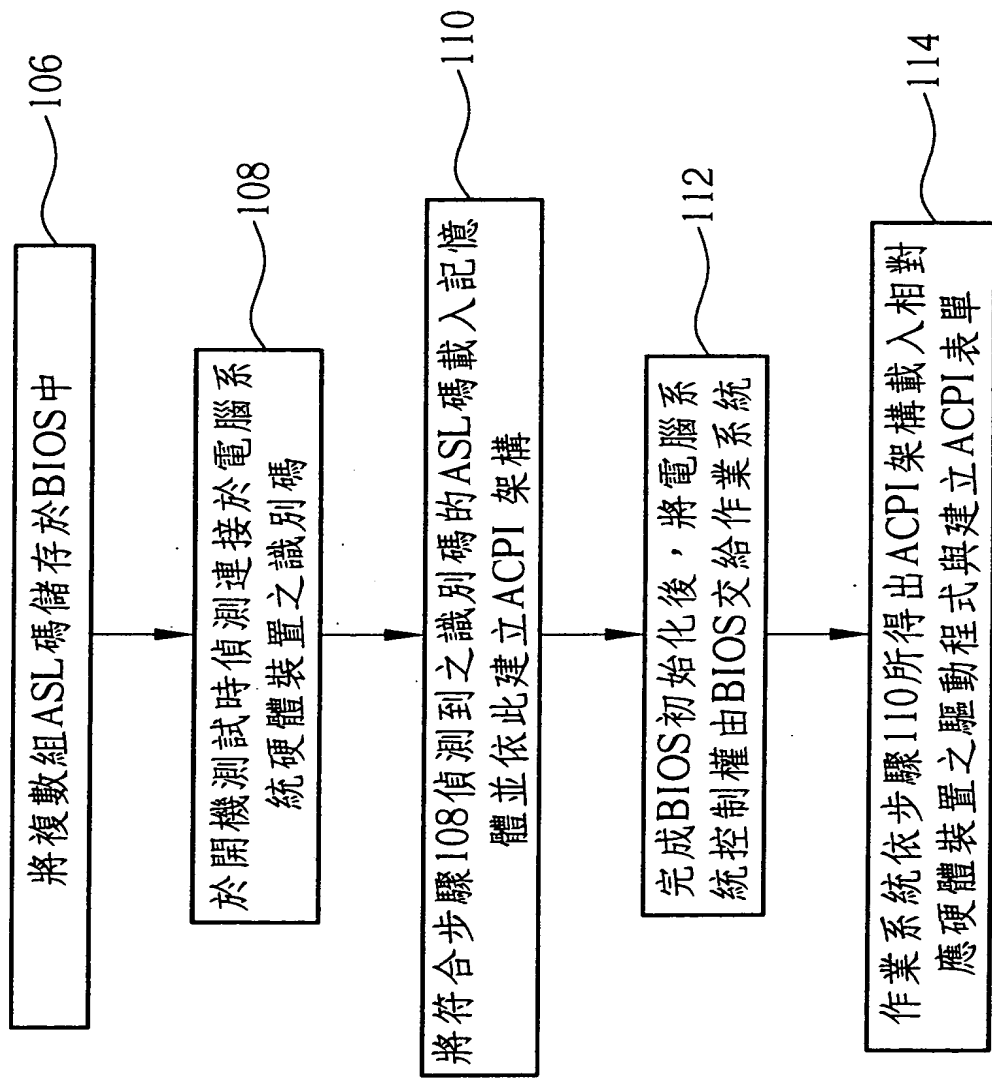 將複數組ASL碼儲存於BIOS中
106
於開機測試時偵測連接於電腦系
統硬體裝置之識別碼
108
將符合步驟108偵測到之識別碼的ASL碼載入記憶
體並依此建立ACPI 架構
110
完成BIOS初始化後，將電腦系
統控制權由BIOS交給作業系統
112
作業系統依步驟110所得出ACPI架構載入相對
應硬體裝置之驅動程式與建立ACPI表單
114